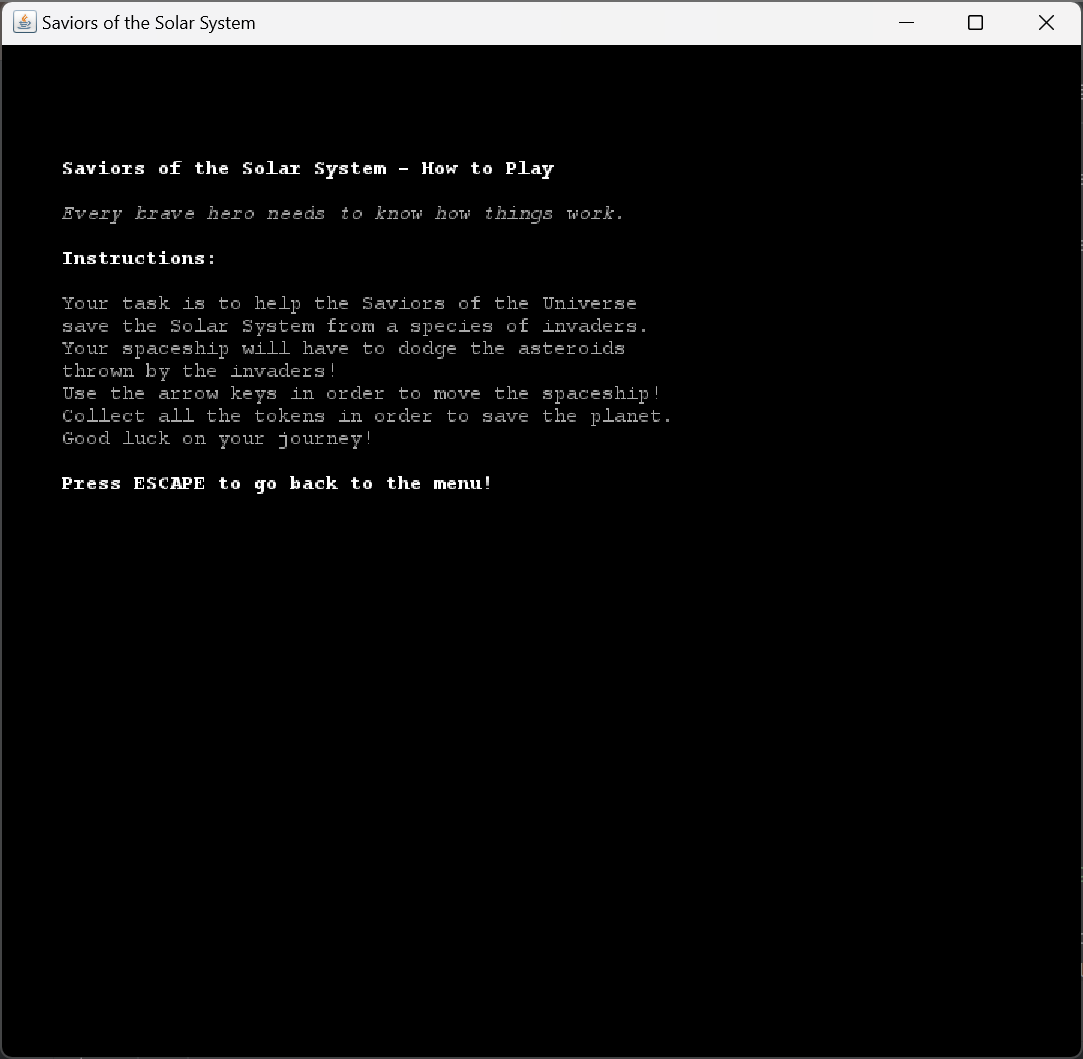 Saviors of the Solar System
Saviors of the Solar System - How to Play
Every brave hero needs to know how things work.
Instructions:
Your task is to help the Saviors of the Universe
save the Solar System from a species of invaders.
Your spaceship will have to dodge the asteroids
thrown by the invaders!
Use the arrow keys in order to move the spaceship!
Collect all the tokens in order to save the planet.
Good luck on your journey!
Press ESCAPE to go back to the menu!